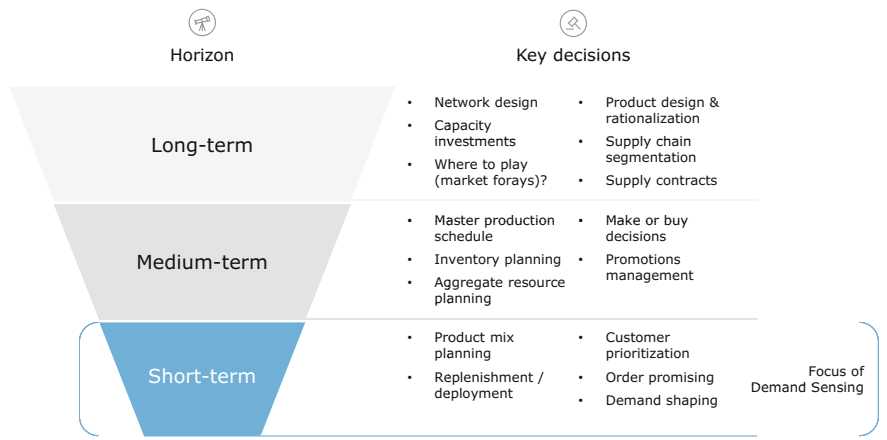 Horizon
Key decisions
Long-term
• Network design
• Capacity
investments
• Where to play
(market forays)?
• Product design &
rationalization
• Supply chain
segmentation
• Supply contracts
Medium-term
• Master production
schedule
• Inventory planning
• Aggregate resource
planning
• Make or buy
decisions
• Promotions
management
Short-term
• Product mix
planning
• Replenishment /
deployment
• Customer
prioritization
• Order promising
• Demand shaping
Focus of
Demand Sensing